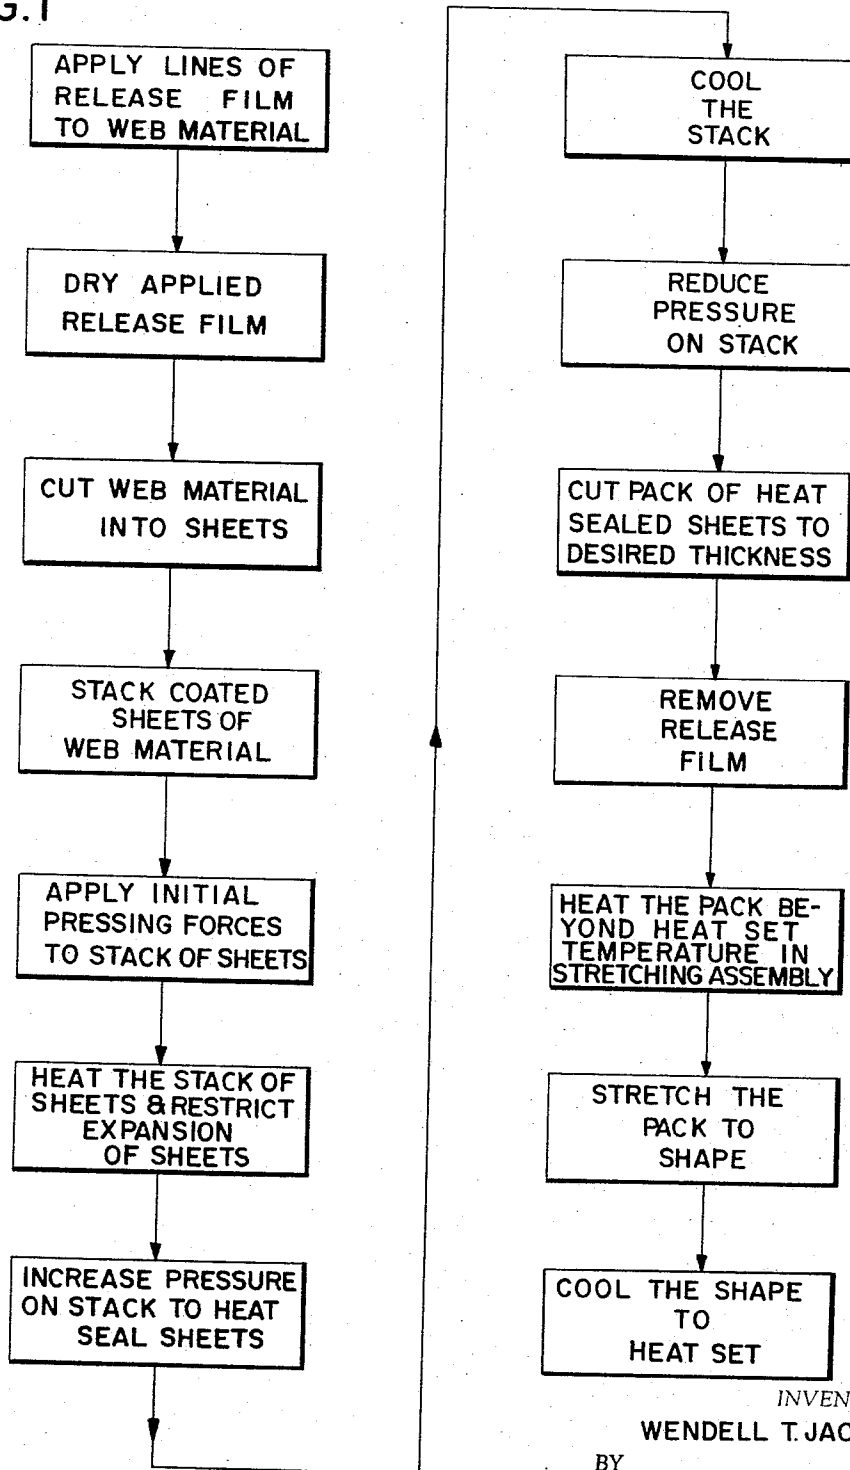 G.1
APPLY LINES OF
RELEASE FILM
TO WEB MATERIAL
DRY APPLIED
RELEASE FILM
CUT WEB MATERIAL
INTO SHEETS
STACK COATED
SHEETS OF
WEB MATERIAL
APPLY INITIAL
PRESSING FORCES
TO STACK OF SHEETS
HEAT THE STACK OF
SHEETS & RESTRICT
EXPANSION
OF SHEETS
INCREASE PRESSURE
ON STACK TO HEAT
SEAL SHEETS
COOL
THE
STACK
REDUCE
PRESSURE
ON STACK
CUT PACK OF HEAT
SEALED SHEETS TO
DESIRED THICKNESS
REMOVE
RELEASE
FILM
HEAT THE PACK BE-
YOND HEAT SET
TEMPERATURE IN
STRETCHING ASSEMBLY
STRETCH THE
PACK TO
SHAPE
COOL THE SHAPE
TO
HEAT SET
INVEN
WENDELL T. JAC
BY